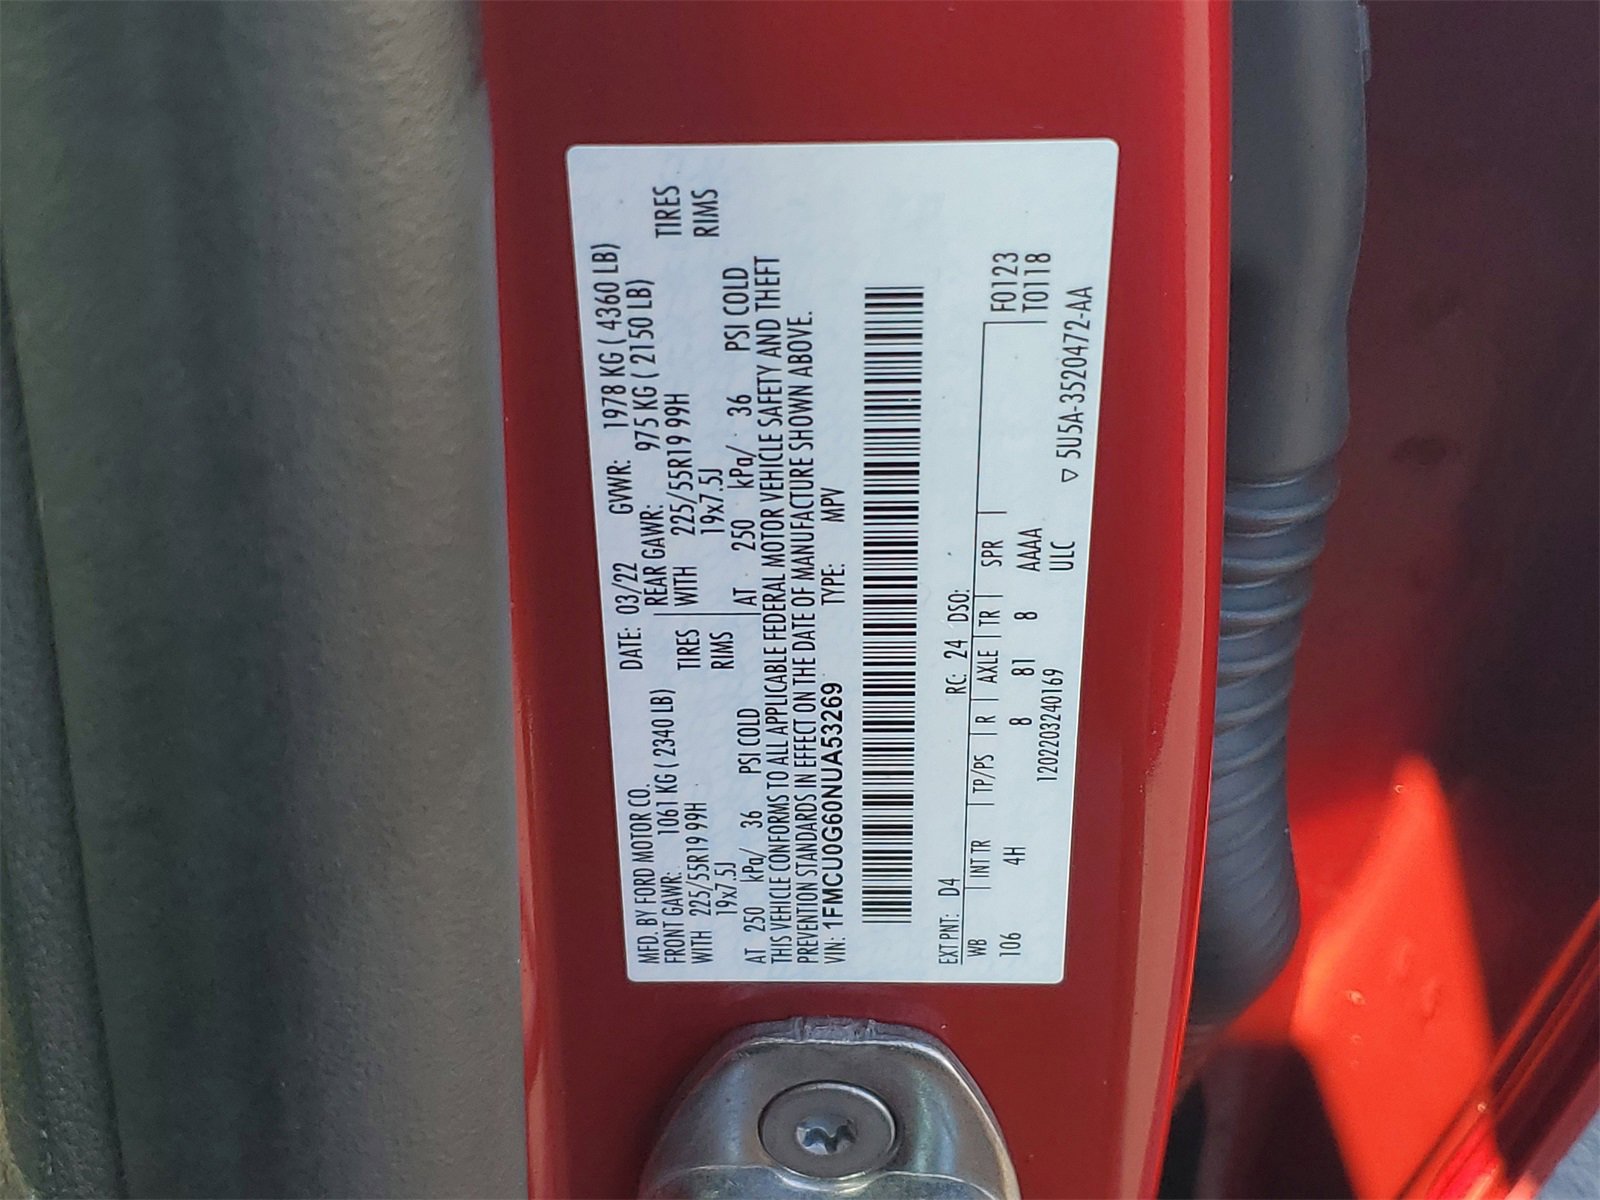 MFD. BY FORD MOTOR CO. DATE: 03/22 GVWR: 1978 KG ( 4360 LB)
FRONT GAWR: 1061 KG ( 2340 LB) REAR GAWR: 975 KG ( 2150 LB)
WITH 225/55R19 99H TIRES WITH 225/55R19 99H TIRES
19x7.5J RIMS 19x7.5J RIMS
AT 250 kPa/ 36 PSI COLD AT 250 kPa/ 36 PSI COLD
THIS VEHICLE CONFORMS TO ALL APPLICABLE FEDERAL MOTOR VEHICLE SAFETY AND THEFT
PREVENTION STANDARDS IN EFFECT ON THE DATE OF MANUFACTURE SHOWN ABOVE.
VIN: 1FMCU0G60NUA53269 TYPE: MPV
EXT PNT: D4 RC: 24 DSO:
WB INT TR TP/PS R AXLE TR SPR F0123
106 4H 8 81 8 AAAA T0118
1202203240169 ULC
▽ 5U5A-3520472-AA